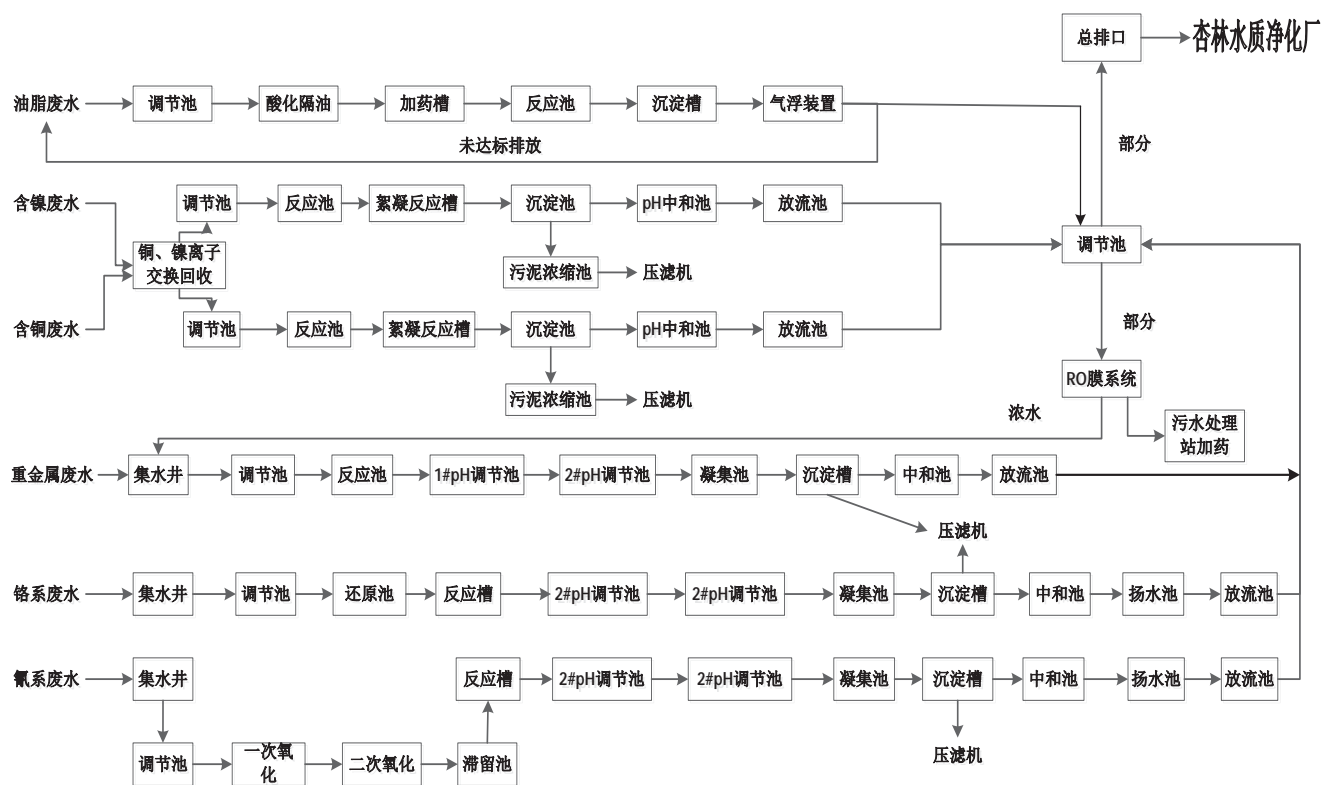 总排口
杏林水质净化厂
油脂废水
调节池
酸化隔油
加药槽
反应池
沉淀槽
气浮装置
未达标排放
部分
含镍废水
调节池
反应池
絮凝反应槽
沉淀池
pH中和池
放流池
铜、镍离子
交换回收
调节池
污泥浓缩池
压滤机
含铜废水
调节池
反应池
絮凝反应槽
沉淀池
pH中和池
放流池
部分
RO膜系统
污泥浓缩池
压滤机
浓水
污水处理
站加药
重金属废水
集水井
调节池
反应池
1#pH调节池
2#pH调节池
凝集池
沉淀槽
中和池
放流池
压滤机
铬系废水
集水井
调节池
还原池
反应槽
2#pH调节池
2#pH调节池
凝集池
沉淀槽
中和池
扬水池
放流池
氰系废水
集水井
反应槽
2#pH调节池
2#pH调节池
凝集池
沉淀槽
中和池
扬水池
放流池
调节池
一次氧
化
二次氧化
滞留池
压滤机